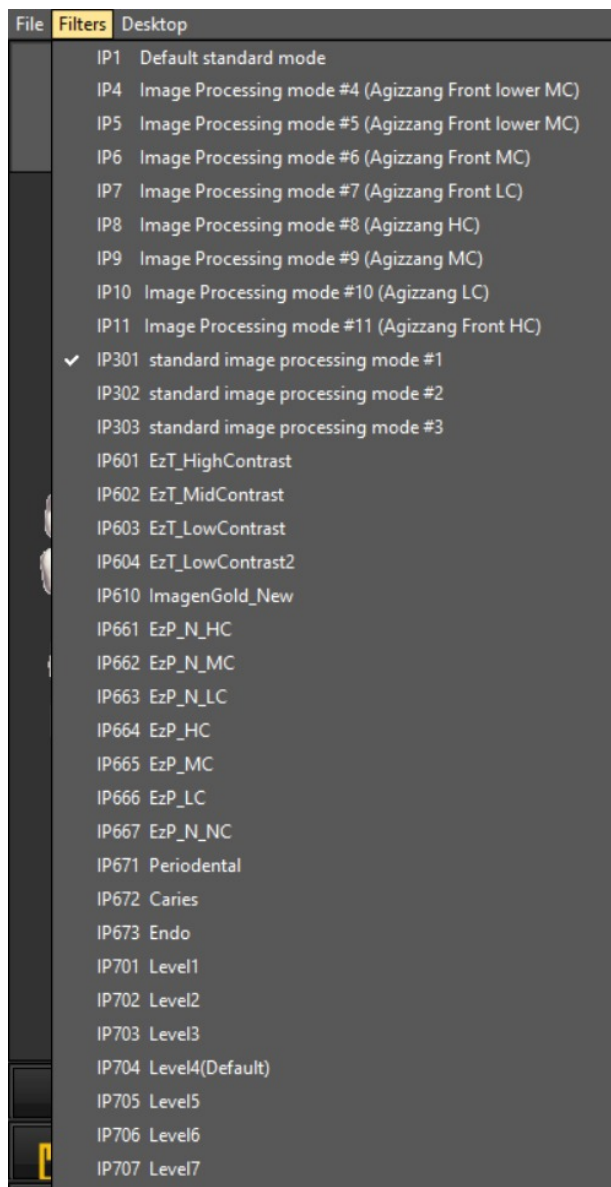 File Filters Desktop
IP1 Default standard mode
IP4 Image Processing mode #4 (Agizzang Front lower MC)
IP5 Image Processing mode #5 (Agizzang Front lower MC)
IP6 Image Processing mode #6 (Agizzang Front MC)
IP7 Image Processing mode #7 (Agizzang Front LC)
IP8 Image Processing mode #8 (Agizzang HC)
IP9 Image Processing mode #9 (Agizzang MC)
IP10 Image Processing mode #10 (Agizzang LC)
IP11 Image Processing mode #11 (Agizzang Front HC)
IP301 standard image processing mode #1
IP302 standard image processing mode #2
IP303 standard image processing mode #3
IP601 EzT_HighContrast
IP602 EzT_MidContrast
IP603 EzT_LowContrast
IP604 EzT_LowContrast2
IP610 ImagenGold_New
IP661 EzP_N_HC
IP662 EzP_N_MC
IP663 EzP_N_LC
IP664 EzP_HC
IP665 EzP_MC
IP666 EzP_LC
IP667 EzP_N_NC
IP671 Periodental
IP672 Caries
IP673 Endo
IP701 Level1
IP702 Level2
IP703 Level3
IP704 Level4(Default)
IP705 Level5
IP706 Level6
IP707 Level7